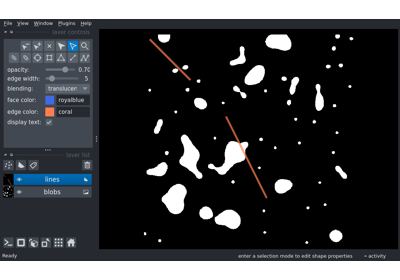 File View Window Plugins Help
layer controls
opacity: 0.70
edge width: 5
blending: translucen
face color: royalblue
edge color: coral
display text:
layer list
lines
blobs
Ready enter a selection mode to edit shape properties activity